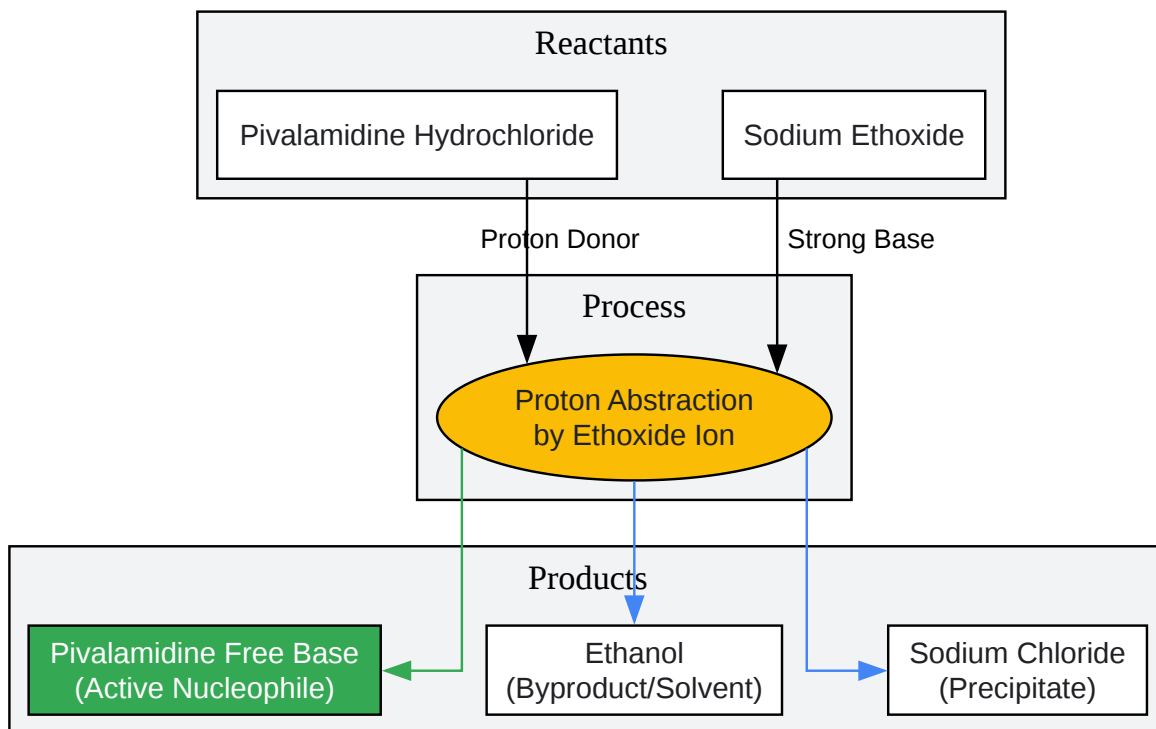 Reactants
Pivalamidine Hydrochloride
Sodium Ethoxide
Proton Donor
Strong Base
Process
Proton Abstraction
by Ethoxide Ion
Products
Pivalamidine Free Base
(Active Nucleophile)
Ethanol
(Byproduct/Solvent)
Sodium Chloride
(Precipitate)